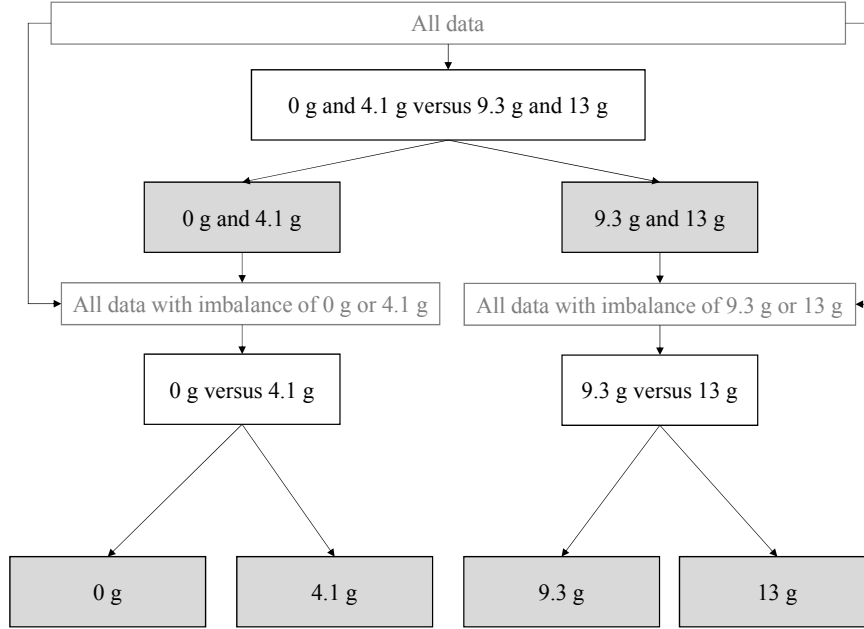 All data
0 g and 4.1 g versus 9.3 g and 13 g
0 g and 4.1 g
9.3 g and 13 g
All data with imbalance of 0 g or 4.1 g
All data with imbalance of 9.3 g or 13 g
0 g versus 4.1 g
9.3 g versus 13 g
0 g
4.1 g
9.3 g
13 g